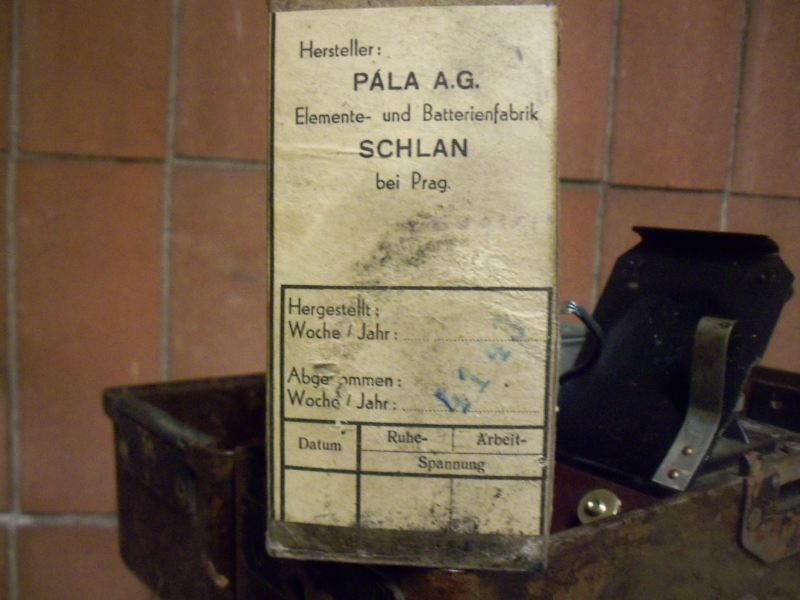 Hersteller:
PÁLA A.G.
Elemente- und Batterienfabrik
SCHLAN
bei Prag.
Hergestellt:
Woche / Jahr:
Abgenommen:
Woche / Jahr:
Datum
Ruhe- Arbeit-
Spannung